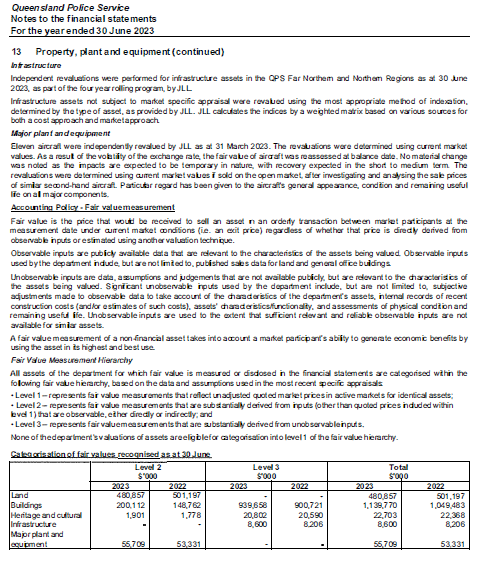 Queensland Police Service
Notes to the financial statements
For the year ended 30 June 2023
13 Property, plant and equipment (continued)
Infrastructure
Independent revaluations were performed for infrastructure assets in the QPS Far Northern and Northern Regions as at 30 June
2023, as part of the four year rolling program, by JLL.
Infrastructure assets not subject to market specific appraisal were revalued using the most appropriate method of indexation,
determined by the type of asset, as provided by JLL. JLL calculates the indices by a weighted matrix based on various sources for
both a cost approach and market approach.
Major plant and equipment
Eleven aircraft were independently revalued by JLL as at 31 March 2023. The revaluations were determined using current market
values. As a result of the volatility of the exchange rate, the fair value of aircraft was reassessed at balance date. No material change
was noted as the impacts are expected to be temporary in nature, with recovery expected in the short to medium term. The
revaluations were determined using current market values if sold on the open market, after investigating and analysing the sale prices
of similar second-hand aircraft. Particular regard has been given to the aircraft's general appearance, condition and remaining useful
life on all major components.
Accounting Policy - Fair value measurement
Fair value is the price that would be received to sell an asset in an orderly transaction between market participants at the
measurement date under current market conditions (i.e. an exit price) regardless of whether that price is directly derived from
observable inputs or estimated using another valuation technique.
Observable inputs are publicly available data that are relevant to the characteristics of the assets being valued. Observable inputs
used by the department include, but are not limited to, published sales data for land and general office buildings.
Unobservable inputs are data, assumptions and judgements that are not available publicly, but are relevant to the characteristics of
the assets being valued. Significant unobservable inputs used by the department include, but are not limited to, subjective
adjustments made to observable data to take account of the characteristics of the department's assets, internal records of recent
construction costs (and/or estimates of such costs), assets' characteristics/functionality, and assessments of physical condition and
remaining useful life. Unobservable inputs are used to the extent that sufficient relevant and reliable observable inputs are not
available for similar assets.
A fair value measurement of a non-financial asset takes into account a market participant's ability to generate economic benefits by
using the asset in its highest and best use.
Fair Value Measurement Hierarchy
All assets of the department for which fair value is measured or disclosed in the financial statements are categorised within the
following fair value hierarchy, based on the data and assumptions used in the most recent specific appraisals:
• Level 1 – represents fair value measurements that reflect unadjusted quoted market prices in active markets for identical assets;
• Level 2 – represents fair value measurements that are substantially derived from inputs (other than quoted prices included within
level 1) that are observable, either directly or indirectly; and
• Level 3 – represents fair value measurements that are substantially derived from unobservable inputs.
None of the department's valuations of assets are eligible for categorisation into level 1 of the fair value hierarchy.
Categorisation of fair values recognised as at 30 June
Level 2 Level 3 Total
$'000 $'000 $'000
2023 2022 2023 2022 2023 2022
Land 480,857 501,197 - - 480,857 501,197
Buildings 200,112 148,762 939,658 900,721 1,139,770 1,049,483
Heritage and cultural 1,901 1,778 20,802 20,590 22,703 22,368
Infrastructure - - 8,600 8,206 8,600 8,206
Major plant and
equipment 55,709 53,331 - - 55,709 53,331